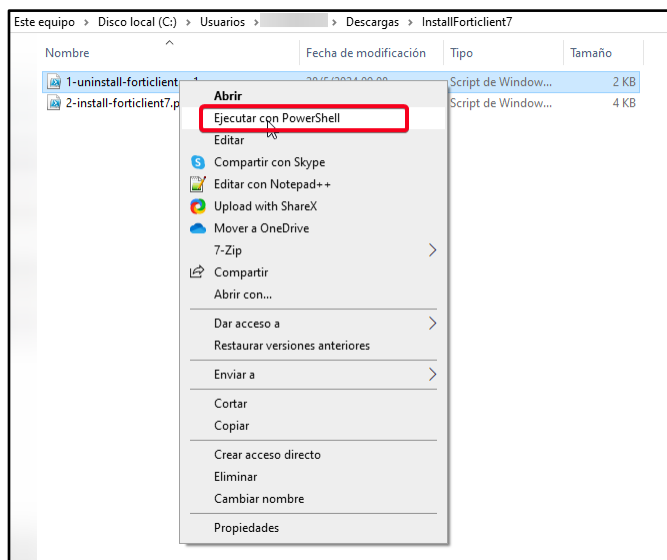 Este equipo > Disco local (C:) > Usuarios > > Descargas > InstallForticlient7
Nombre Fecha de modificación Tipo Tamaño
1-uninstall-forticlient Script de Window... 2 KB
2-install-forticlient7.p Script de Window... 4 KB
Abrir
Ejecutar con PowerShell
Editar
Compartir con Skype
Editar con Notepad++
Upload with ShareX
Mover a OneDrive
7-Zip
Compartir
Abrir con...
Dar acceso a
Restaurar versiones anteriores
Enviar a
Cortar
Copiar
Crear acceso directo
Eliminar
Cambiar nombre
Propiedades